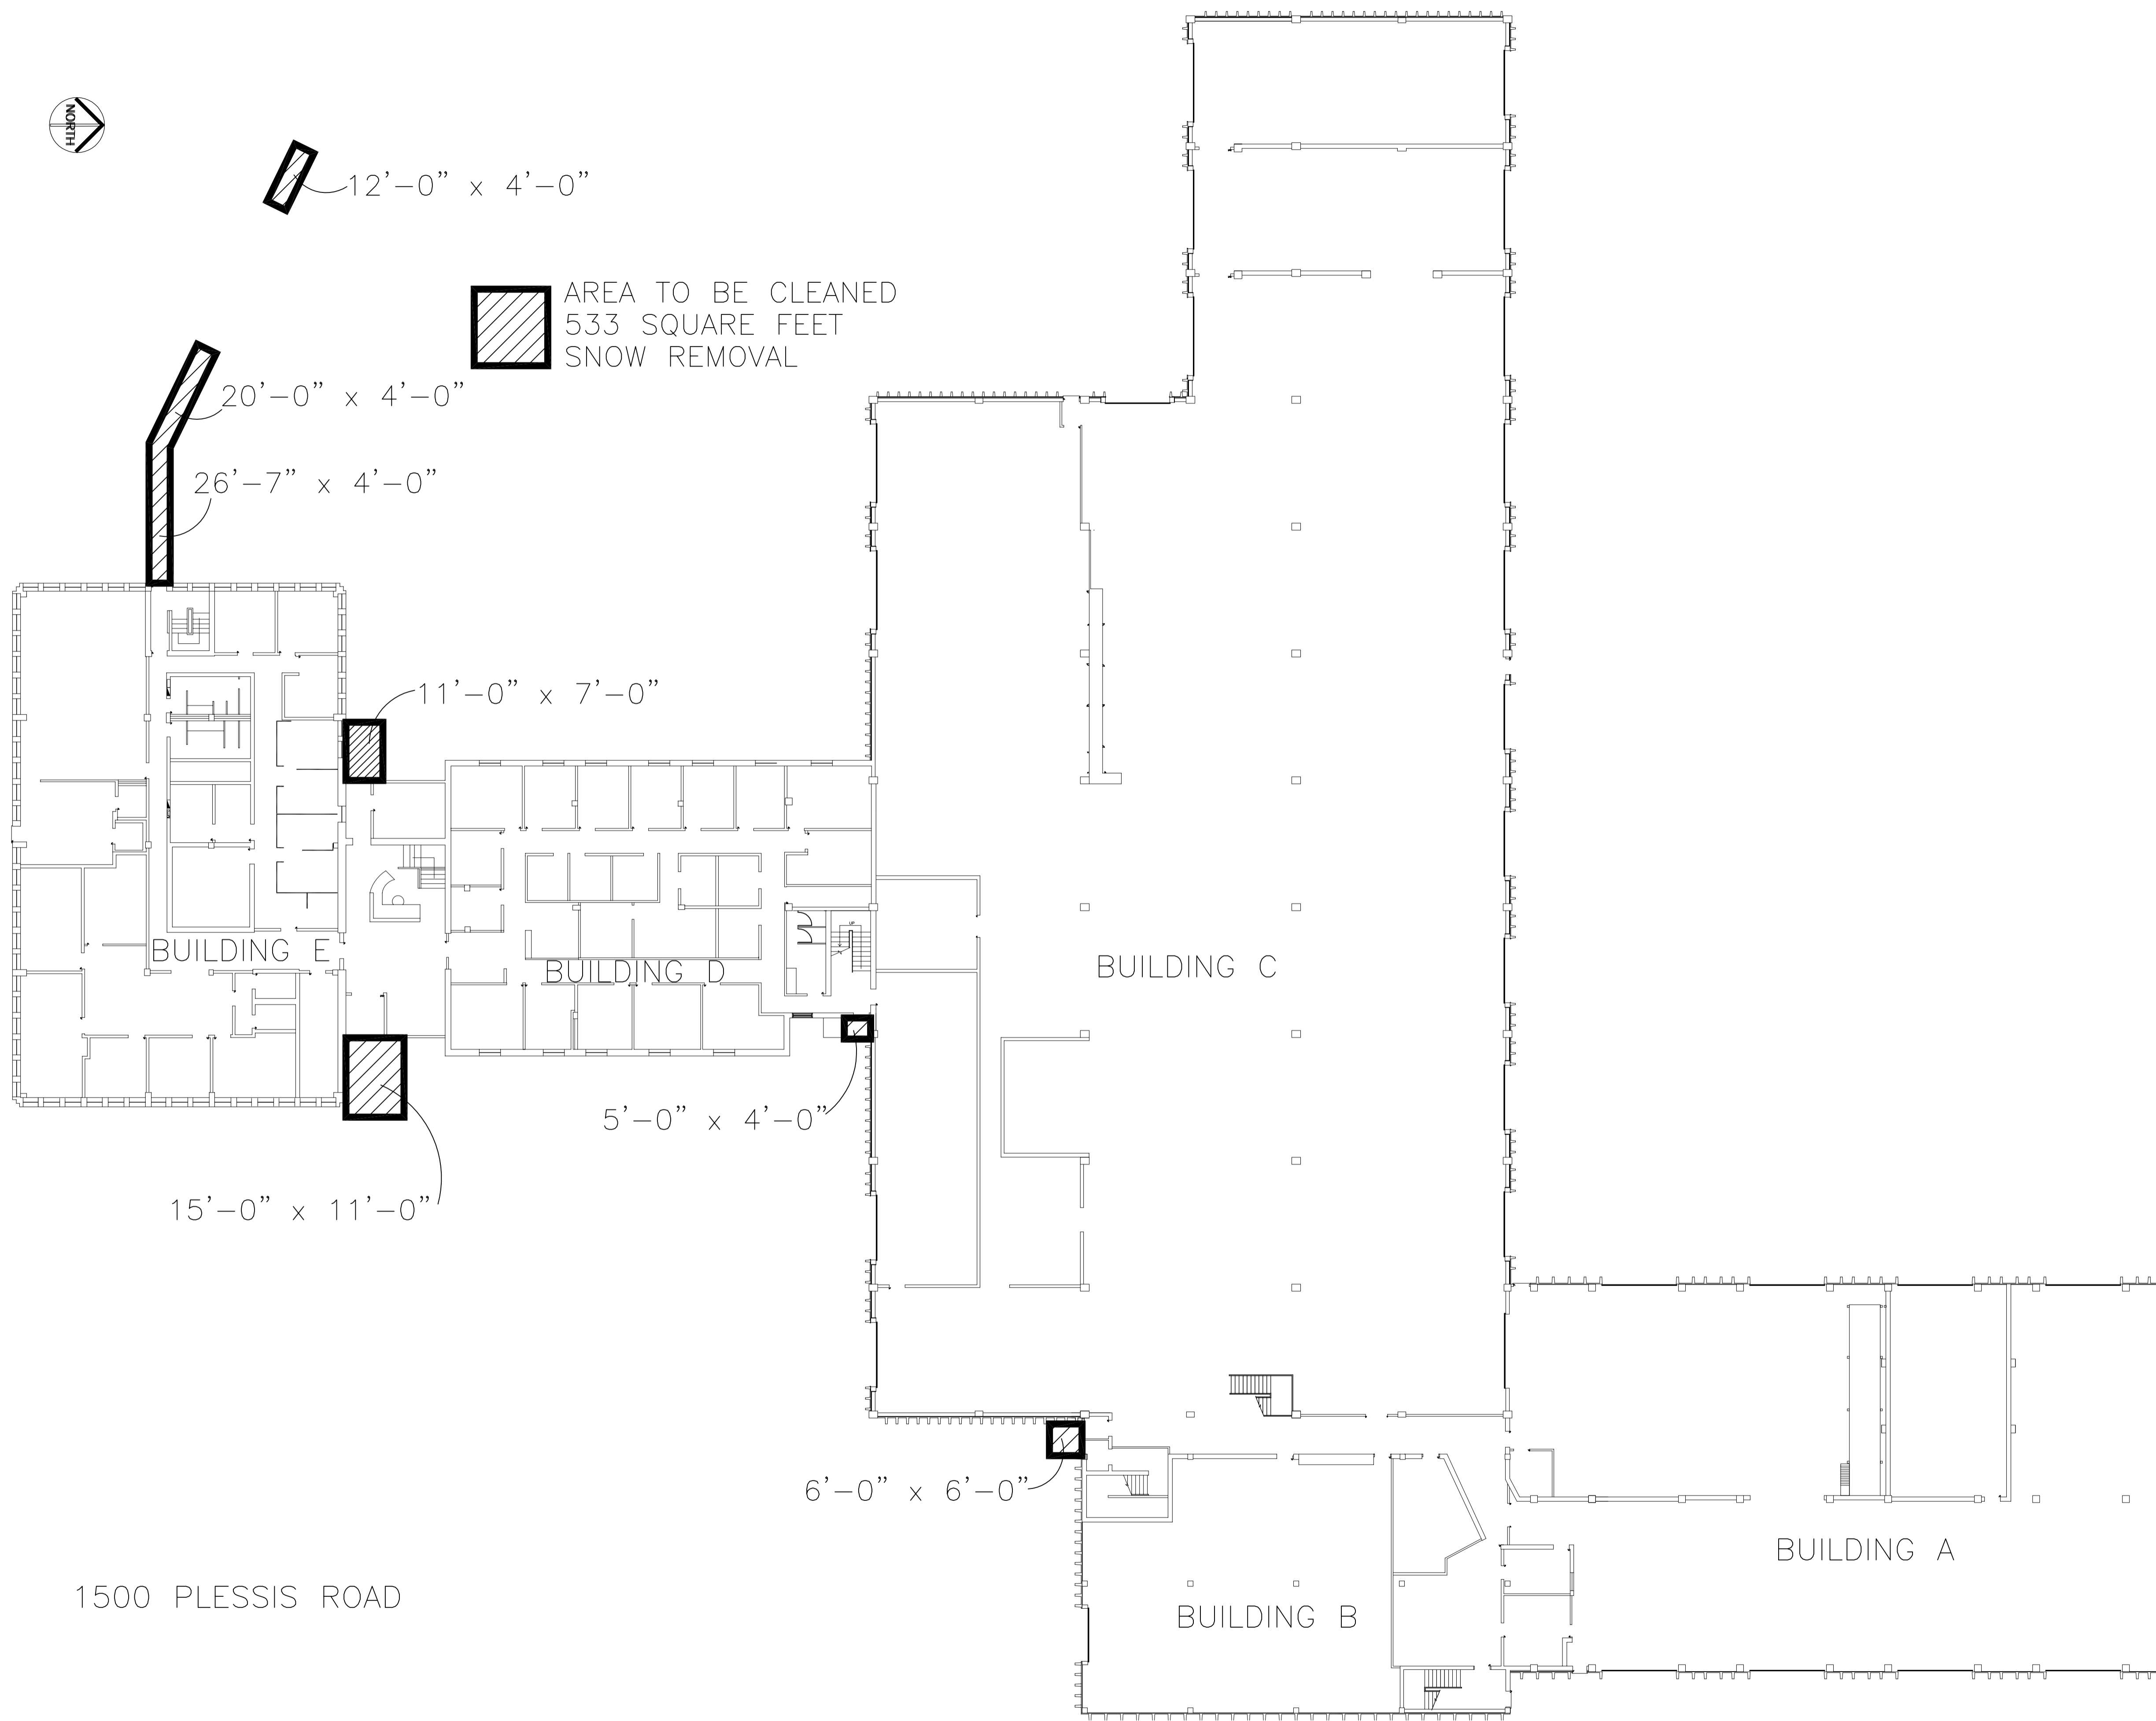 NORTH
12'-0" x 4'-0"
AREA TO BE CLEANED
533 SQUARE FEET
SNOW REMOVAL
20'-0" x 4'-0"
26'-7" x 4'-0"
11'-0" x 7'-0"
UP
BUILDING E
BUILDING D
BUILDING C
5'-0" x 4'-0"
15'-0" x 11'-0"
6'-0" x 6'-0"
BUILDING A
1500 PLESSIS ROAD
BUILDING B